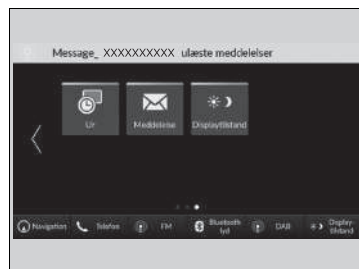 Message_ XXXXXXXXXX ulæste meddelelser
Ur
Meddelelse
Displaytilstand
Navigation
Telefon
FM
Bluetooth
lyd
DAB
Display-
tilstand